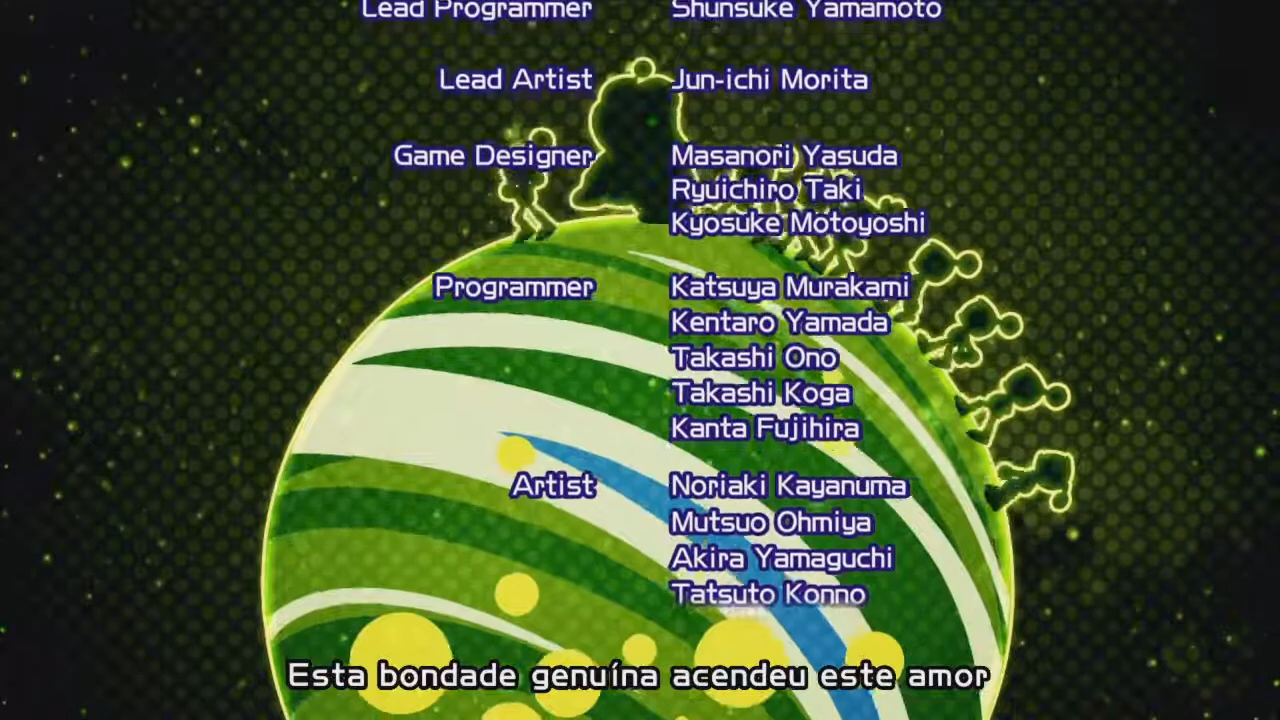 Lead Programmer Shunsuke Yamamoto
Lead Artist Jun-ichi Morita
Game Designer Masanori Yasuda
Ryuichiro Taki
Kyosuke Motoyoshi
Programmer Katsuya Murakami
Kentaro Yamada
Takashi Ono
Takashi Koga
Kanta Fujihira
Artist Noriaki Kayanuma
Mutsuo Ohmiya
Akira Yamaguchi
Tatsuto Konno
Esta bondade genuína acendeu este amor